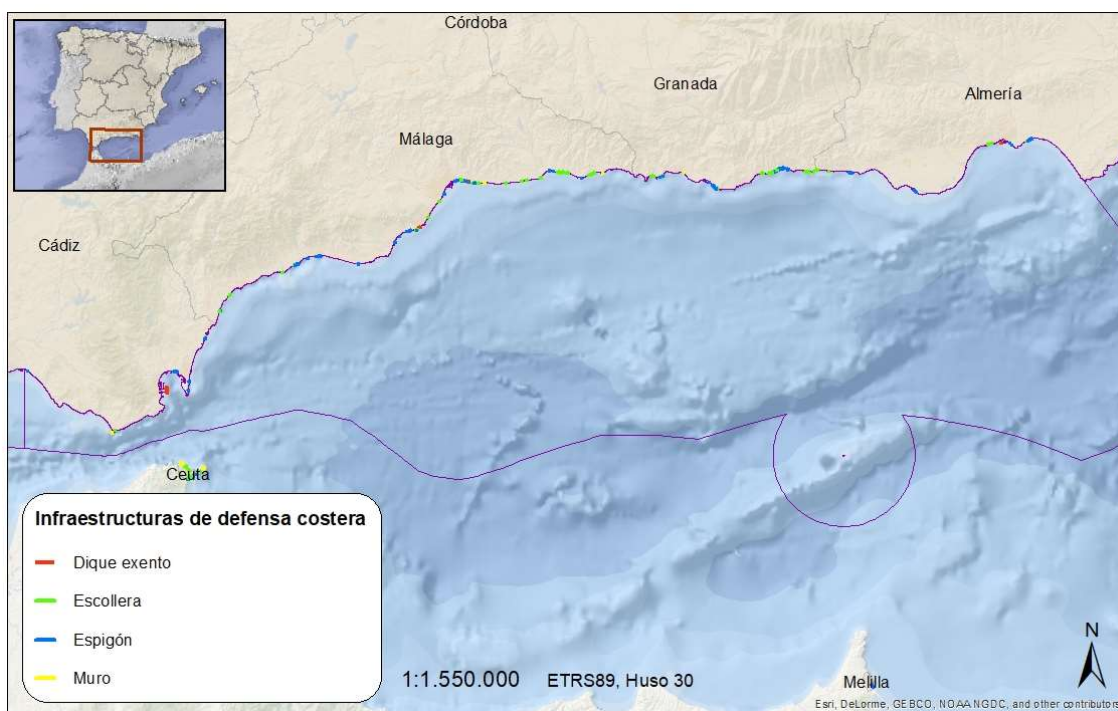 Córdoba
Granada
Almería
Málaga
Cádiz
Ceuta
Infraestructuras de defensa costera
Dique exento
Escollera
Espigón
Muro
1:1.550.000 ETRS89, Huso 30
N
Melilla
Esri, DeLorme, GEBCO, NOAA NGDC, and other contributors